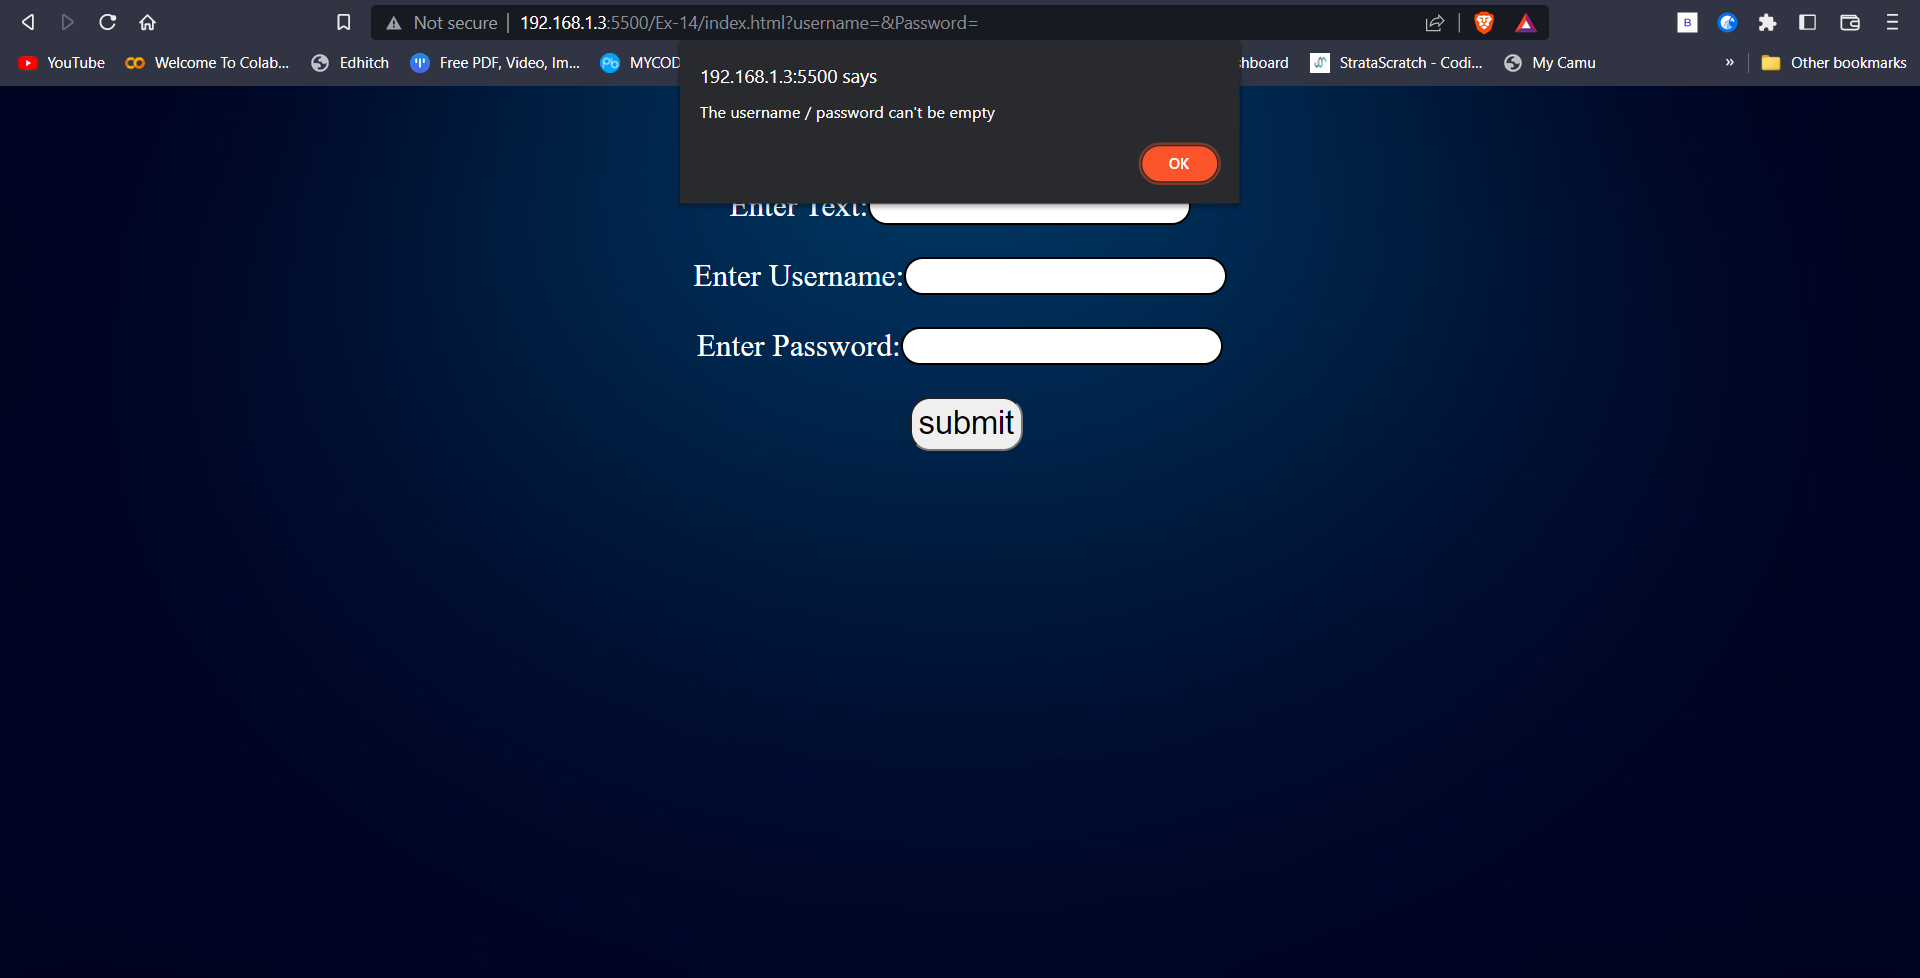 Not secure | 192.168.1.3:5500/Ex-14/index.html?username=&Password=
B
YouTube Welcome To Colab... Edhitch Free PDF, Video, Im... Pb MYCOD hboard StrataScratch - Codi... My Camu » Other bookmarks
192.168.1.3:5500 says
The username / password can't be empty
OK
Enter Text:
Enter Username:
Enter Password:
submit